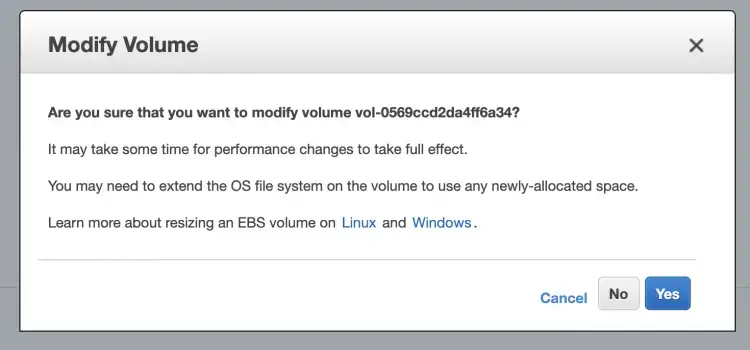 Modify Volume
Are you sure that you want to modify volume vol-0569ccd2da4ff6a34?
It may take some time for performance changes to take full effect.
You may need to extend the OS file system on the volume to use any newly-allocated space.
Learn more about resizing an EBS volume on Linux and Windows.
Cancel No Yes